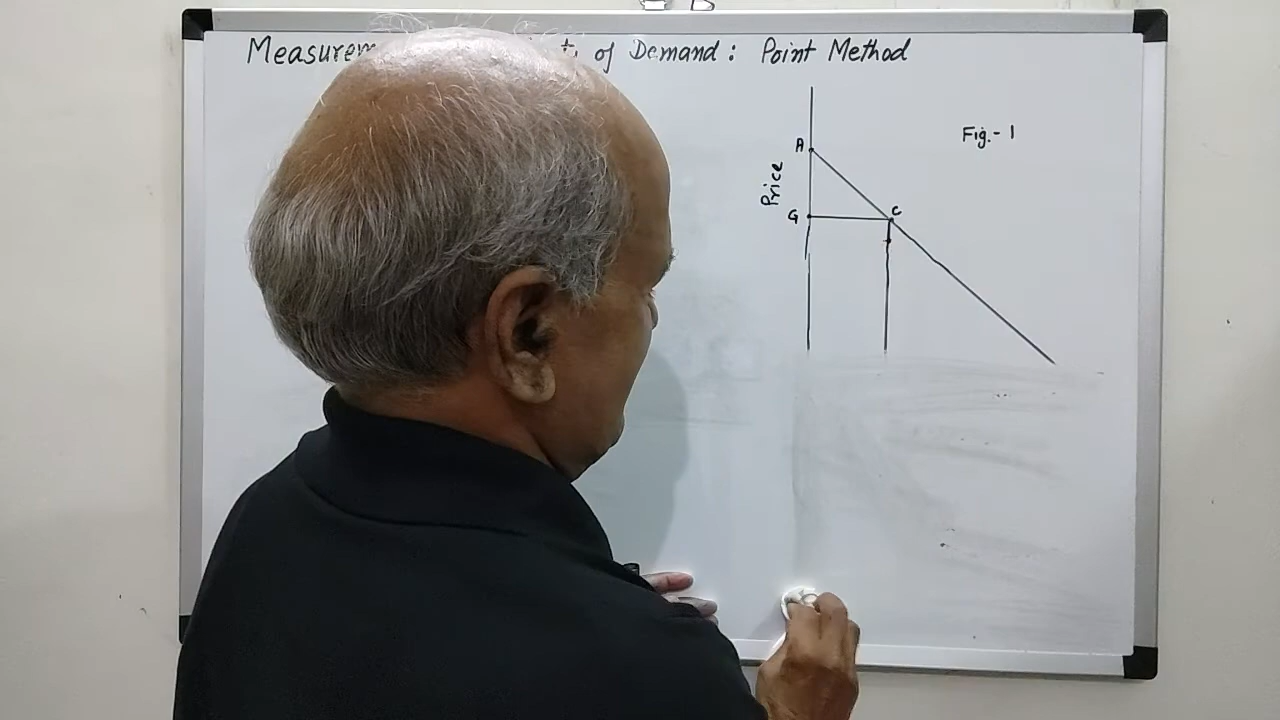 Measurem of Demand : Point Method
Fig.- 1
A
Price
G
C